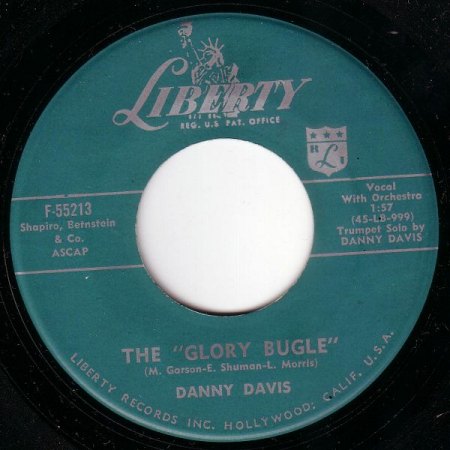 LIBERTY
REG. U.S. PAT. OFFICE
R L I
F-55213
Shapiro, Bernstein
& Co.
ASCAP
Vocal
With Orchestra
1:57
(45-LB-999)
Trumpet Solo by
DANNY DAVIS
THE "GLORY BUGLE"
(M. Garson-E. Shuman-L. Morris)
DANNY DAVIS
LIBERTY RECORDS INC. HOLLYWOOD, CALIF. U.S.A.